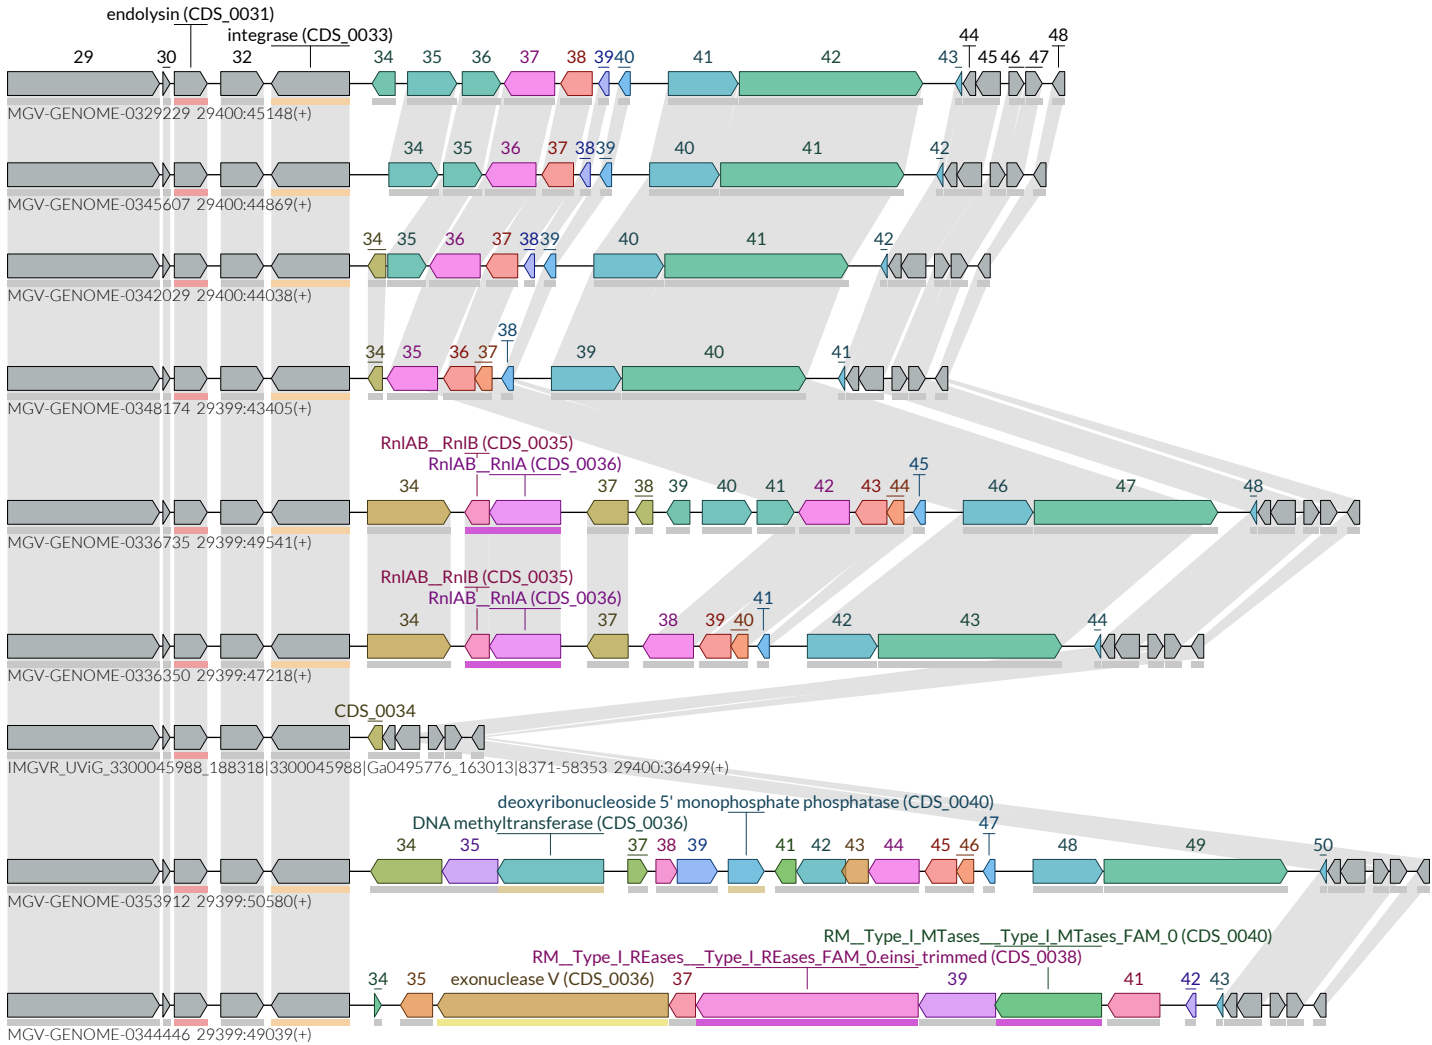 endolysin (CDS_0031)
integrase (CDS_0033)
29 30 32 34 35 36 37 38 39 40 41 42 43 44 45 46 47 48
MGV-GENOME-0329229 29400:45148(+)
34 35 36 37 38 39 40 41 42
MGV-GENOME-0345607 29400:44869(+)
34 35 36 37 38 39 40 41 42
MGV-GENOME-0342029 29400:44038(+)
34 35 36 37 38 39 40 41
MGV-GENOME-0348174 29399:43405(+)
RnlAB__RnlB (CDS_0035)
RnlAB__RnlA (CDS_0036)
34 37 38 39 40 41 42 43 44 45 46 47 48
MGV-GENOME-0336735 29399:49541(+)
RnlAB__RnlB (CDS_0035)
RnlAB__RnlA (CDS_0036)
34 37 38 39 40 41 42 43 44
MGV-GENOME-0336350 29399:47218(+)
CDS_0034
IMGVR_UViG_3300045988_188318|3300045988|Ga0495776_163013|8371-58353 29400:36499(+)
deoxyribonucleoside 5' monophosphate phosphatase (CDS_0040)
DNA methyltransferase (CDS_0036)
34 35 37 38 39 41 42 43 44 45 46 47 48 49 50
MGV-GENOME-0353912 29399:50580(+)
RM__Type_I_MTases___Type_I_MTases_FAM_0 (CDS_0040)
RM__Type_I_REases___Type_I_REases_FAM_0.einsi_trimmed (CDS_0038)
34 35 exonuclease V (CDS_0036) 37 39 41 42 43
MGV-GENOME-0344446 29399:49039(+)